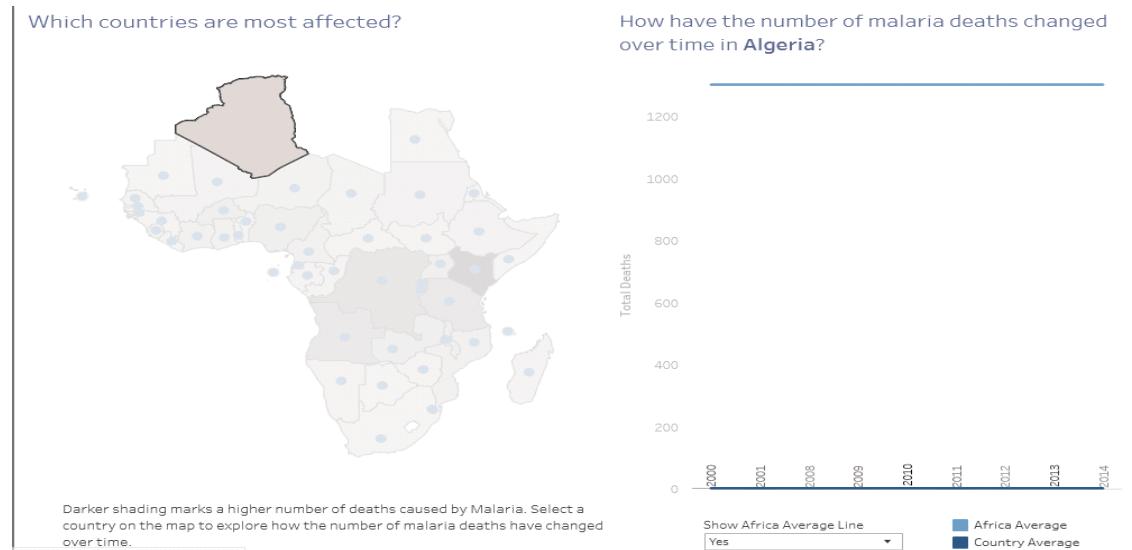 Which countries are most affected?
Darker shading marks a higher number of deaths caused by Malaria. Select a
country on the map to explore how the number of malaria deaths have changed
over time.
How have the number of malaria deaths changed
over time in Algeria?
Total Deaths
1200
1000
800
600
400
200
0
2000
2001
2008
2009
2010
2011
2012
2013
2014
Show Africa Average Line
Yes
Africa Average
Country Average